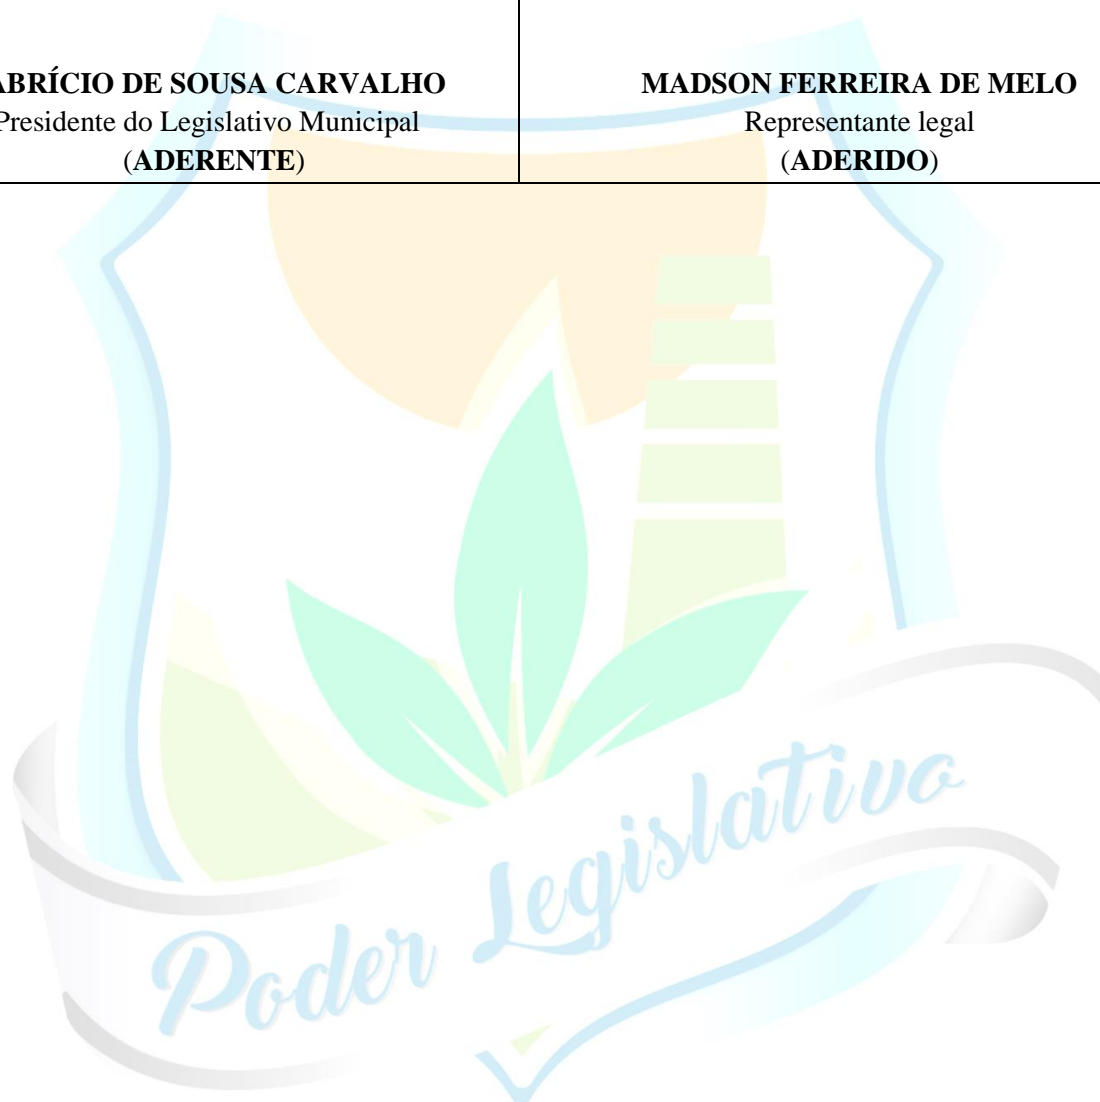 ABRÍCIO DE SOUSA CARVALHO
Presidente do Legislativo Municipal
(ADERENTE)
MADSON FERREIRA DE MELO
Representante legal
(ADERIDO)
Poder Legislativo